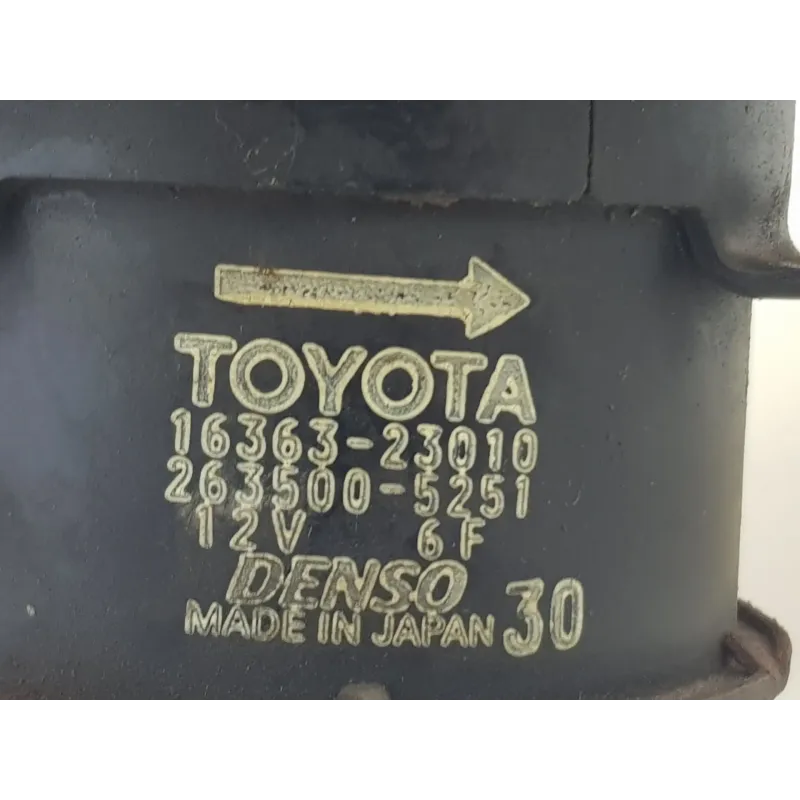 TOYOTA
16363-23010
263500-5251
12V 6F
DENSO
MADE IN JAPAN 30